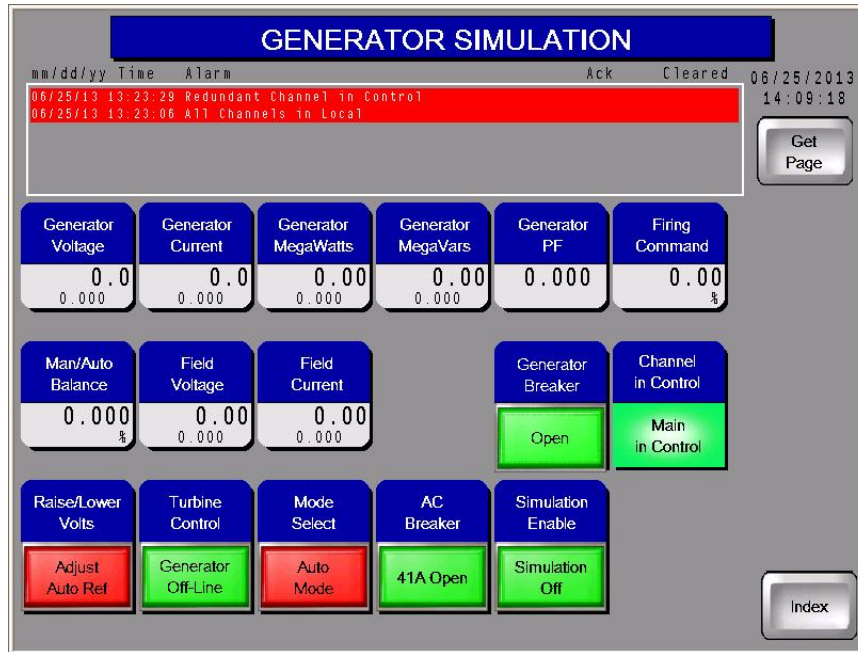 GENERATOR SIMULATION
mm/dd/yy Time Alarm Ack Cleared
06/25/2013
14:09:18
06/25/13 13:23:29 Redundant Channel in Control
06/25/13 13:23:06 All Channels in Local
Get
Page
Generator
Voltage
0.0
0.000
Generator
Current
0.0
0.000
Generator
MegaWatts
0.00
0.000
Generator
MegaVars
0.00
0.000
Generator
PF
0.000
Firing
Command
0.00
%
Man/Auto
Balance
0.000
%
Field
Voltage
0.00
0.000
Field
Current
0.00
0.000
Generator
Breaker
Open
Channel
in Control
Main
in Control
Raise/Lower
Volts
Adjust
Auto Ref
Turbine
Control
Generator
Off-Line
Mode
Select
Auto
Mode
AC
Breaker
41A Open
Simulation
Enable
Simulation
Off
Index